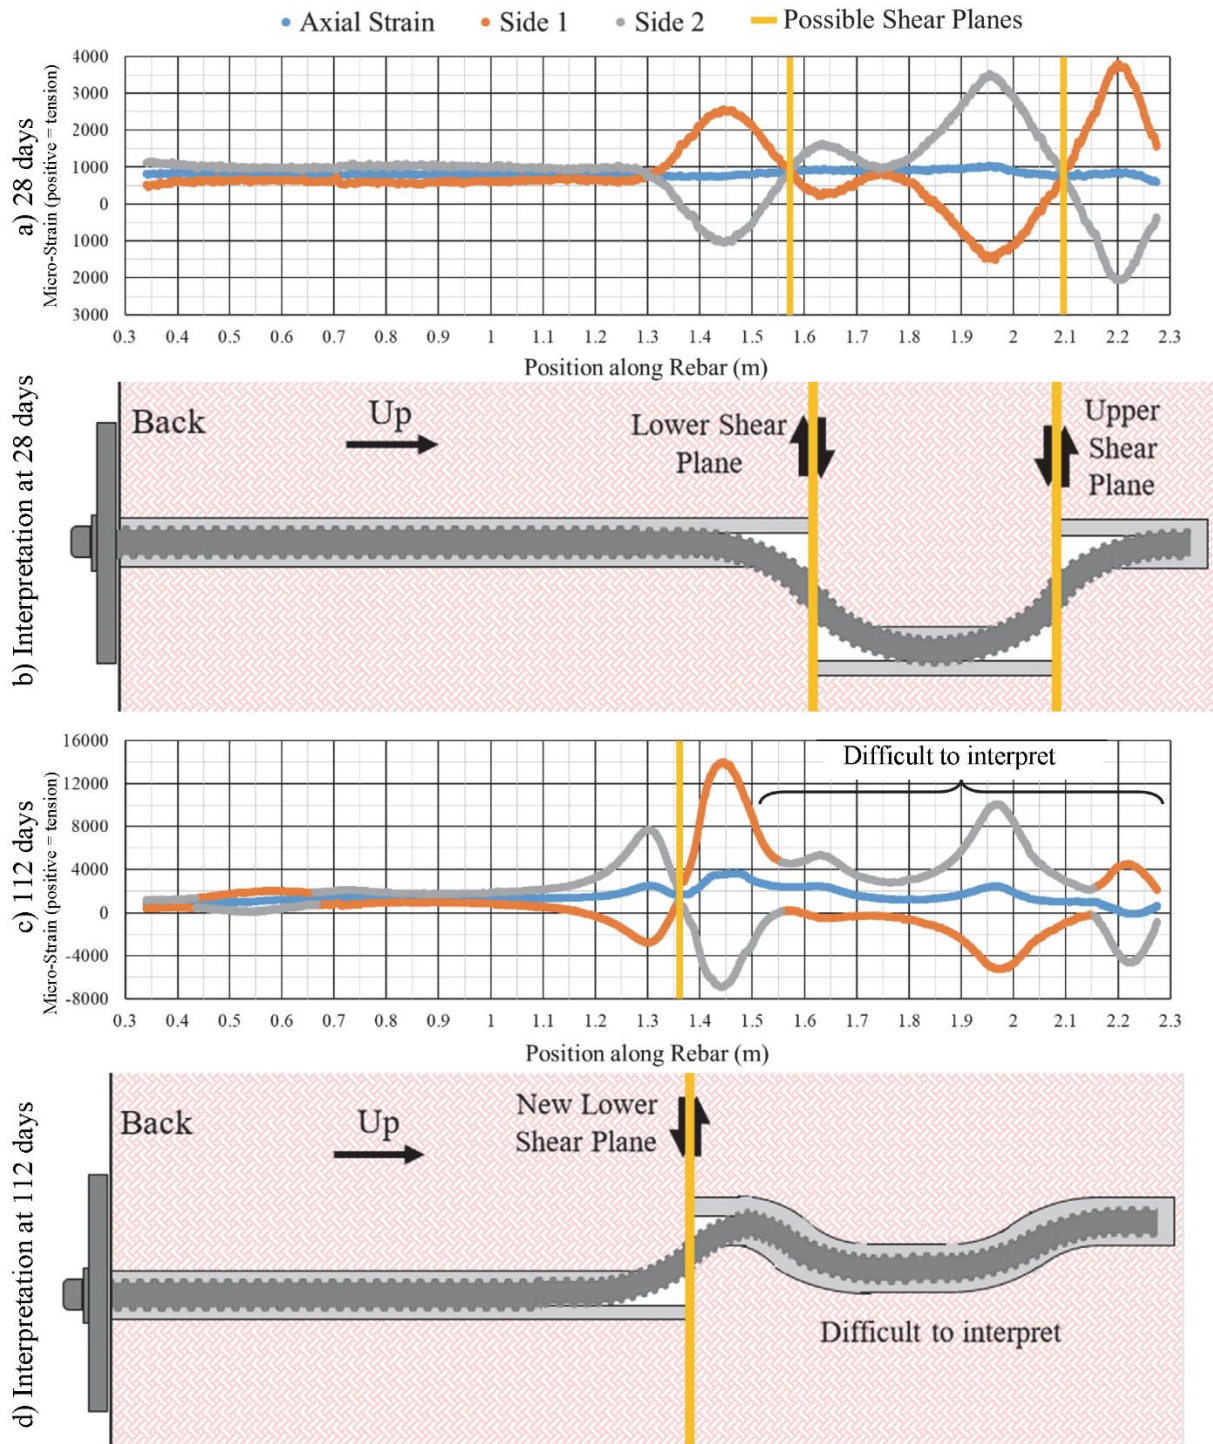 Axial Strain Side 1 Side 2 Possible Shear Planes
a) 28 days
Micro-Strain (positive = tension)
4000
3000
2000
1000
0
1000
2000
3000
0.3 0.4 0.5 0.6 0.7 0.8 0.9 1 1.1 1.2 1.3 1.4 1.5 1.6 1.7 1.8 1.9 2 2.1 2.2 2.3
Position along Rebar (m)
b) Interpretation at 28 days
Back
Up
Lower Shear
Plane
Upper
Shear
Plane
c) 112 days
Micro-Strain (positive = tension)
16000
12000
8000
4000
0
-4000
-8000
Difficult to interpret
0.3 0.4 0.5 0.6 0.7 0.8 0.9 1 1.1 1.2 1.3 1.4 1.5 1.6 1.7 1.8 1.9 2 2.1 2.2 2.3
Position along Rebar (m)
d) Interpretation at 112 days
Back
Up
New Lower
Shear Plane
Difficult to interpret